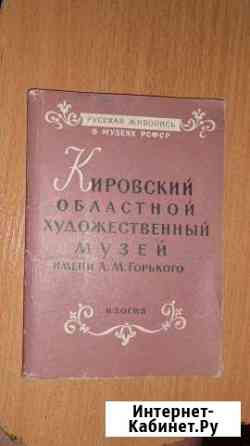 РУССКАЯ ЖИВОПИСЬ
В МУЗЕЯХ РСФСР
КИРОВСКИЙ
ОБЛАСТНОЙ
ХУДОЖЕСТВЕННЫЙ
МУЗЕЙ
ИМЕНИ А.М. ГОРЬКОГО
ИЗОГИЗ
Интернет-
Кабинет.Ру